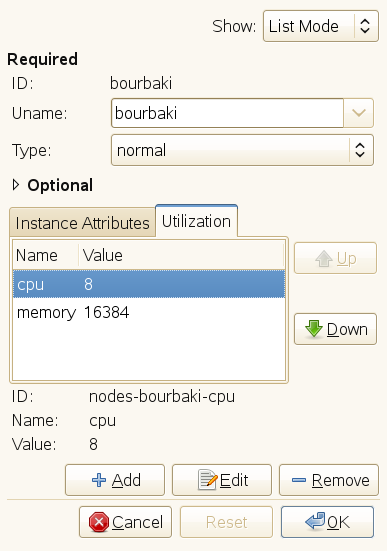 Show: List Mode
Required
ID: bourbaki
Uname: bourbaki
Type: normal
Optional
Instance Attributes Utilization
Name Value
cpu 8
Up
memory 16384
Down
ID: nodes-bourbaki-cpu
Name: cpu
Value: 8
Add Edit Remove
Cancel Reset OK